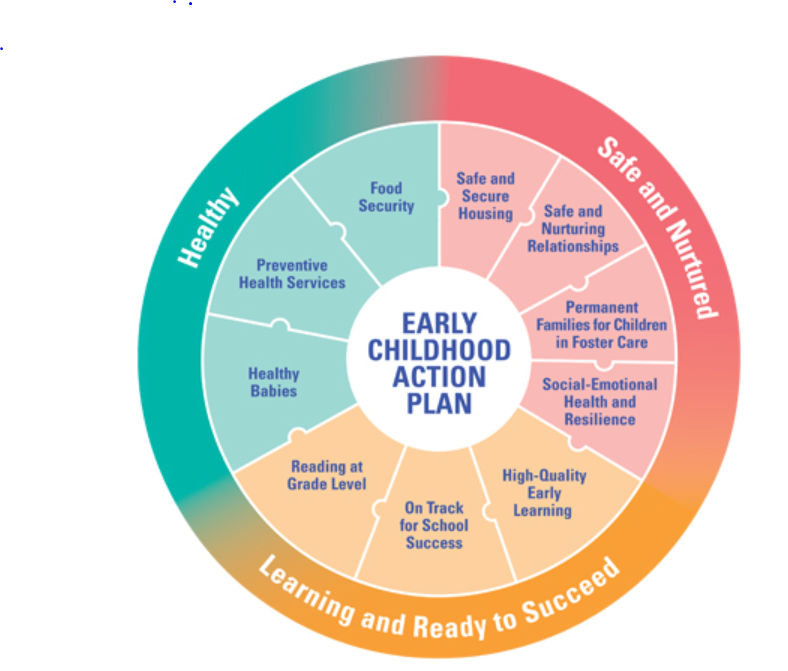 Healthy
Safe and Nurtured
Food
Security
Safe and
Secure
Housing
Safe and
Nurturing
Relationships
Preventive
Health Services
Permanent
Families for Children
in Foster Care
EARLY
CHILDHOOD
ACTION
PLAN
Healthy
Babies
Social-Emotional
Health and
Resilience
Reading at
Grade Level
On Track
for School
Success
High-Quality
Early
Learning
Learning and Ready to Succeed